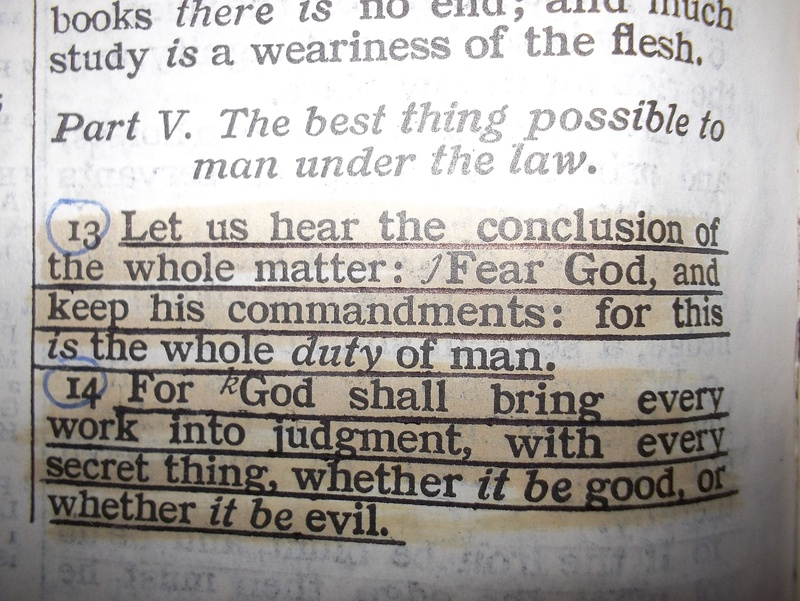 books there is no end; and much
study is a weariness of the flesh.
Part V. The best thing possible to
man under the law.
13 Let us hear the conclusion of
the whole matter: jFear God, and
keep his commandments: for this
is the whole duty of man.
14 For kGod shall bring every
work into judgment, with every
secret thing, whether it be good, or
whether it be evil.